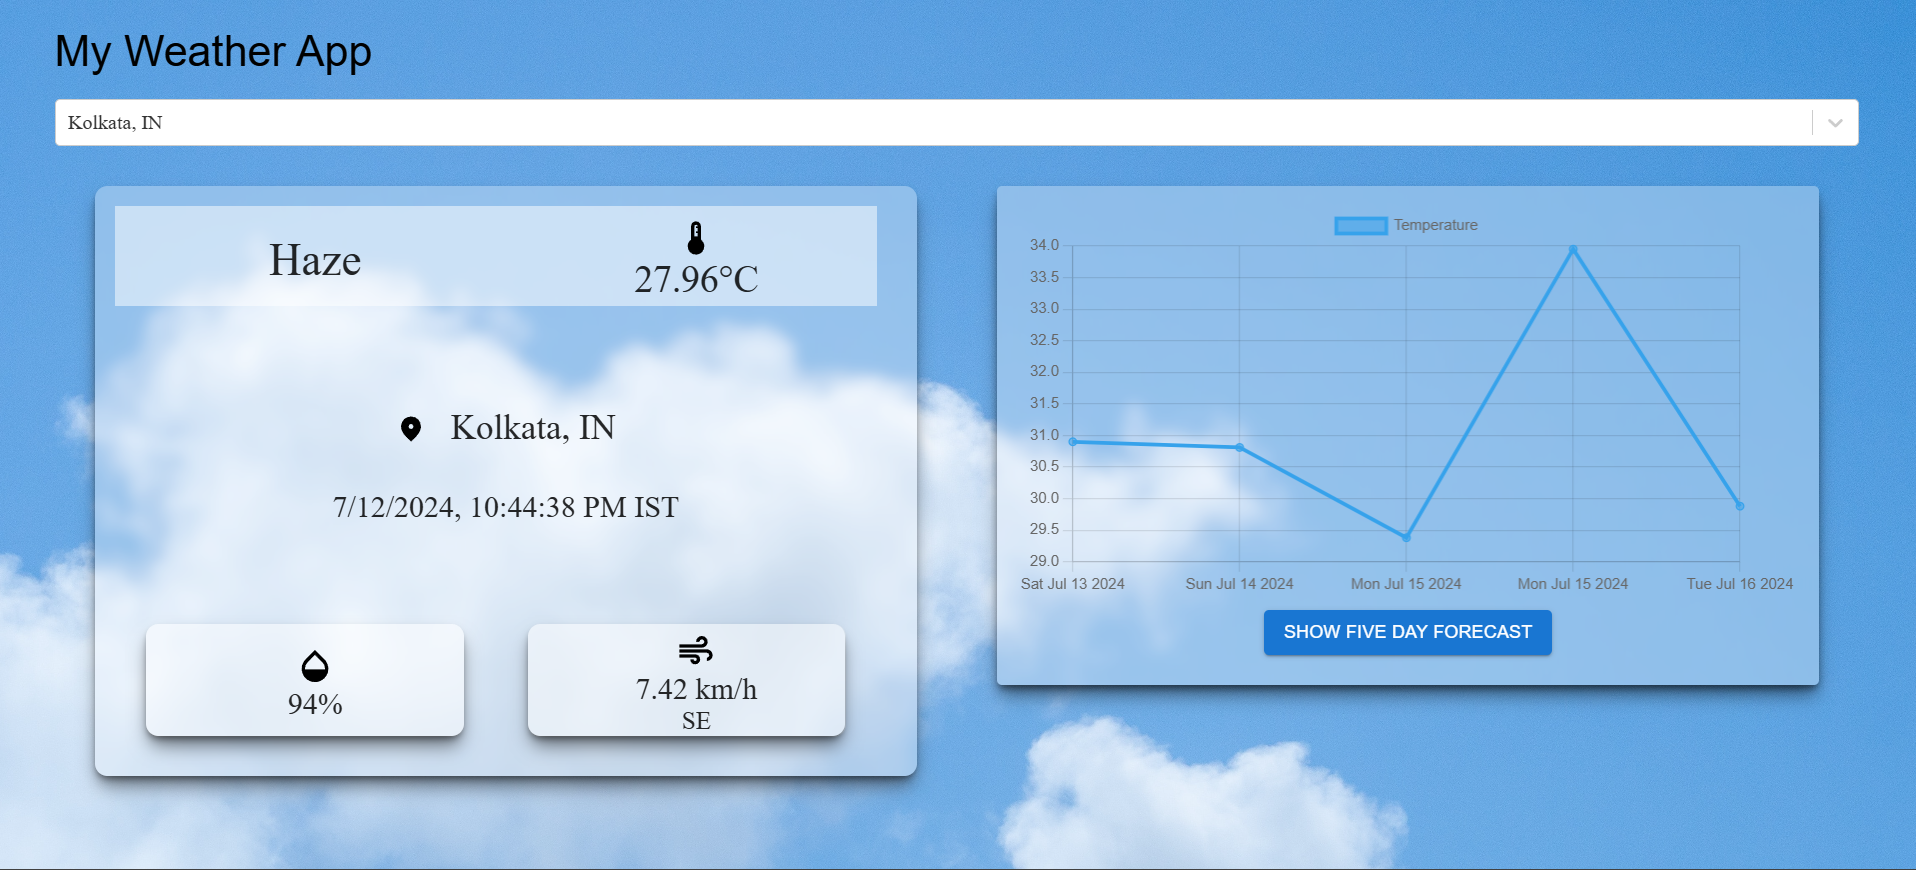 My Weather App
Kolkata, IN
Haze
27.96°C
Kolkata, IN
7/12/2024, 10:44:38 PM IST
94%
7.42 km/h
SE
Temperature
34.0
33.5
33.0
32.5
32.0
31.5
31.0
30.5
30.0
29.5
29.0
Sat Jul 13 2024 Sun Jul 14 2024 Mon Jul 15 2024 Mon Jul 15 2024 Tue Jul 16 2024
SHOW FIVE DAY FORECAST